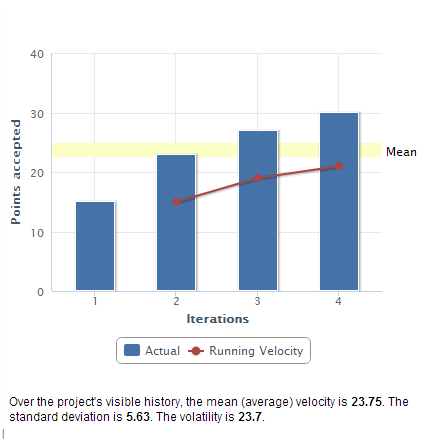 40
30
20
10
0
Points accepted
Mean
1 2 3 4
Iterations
Actual Running Velocity
Over the project's visible history, the mean (average) velocity is 23.75. The
standard deviation is 5.63. The volatility is 23.7.